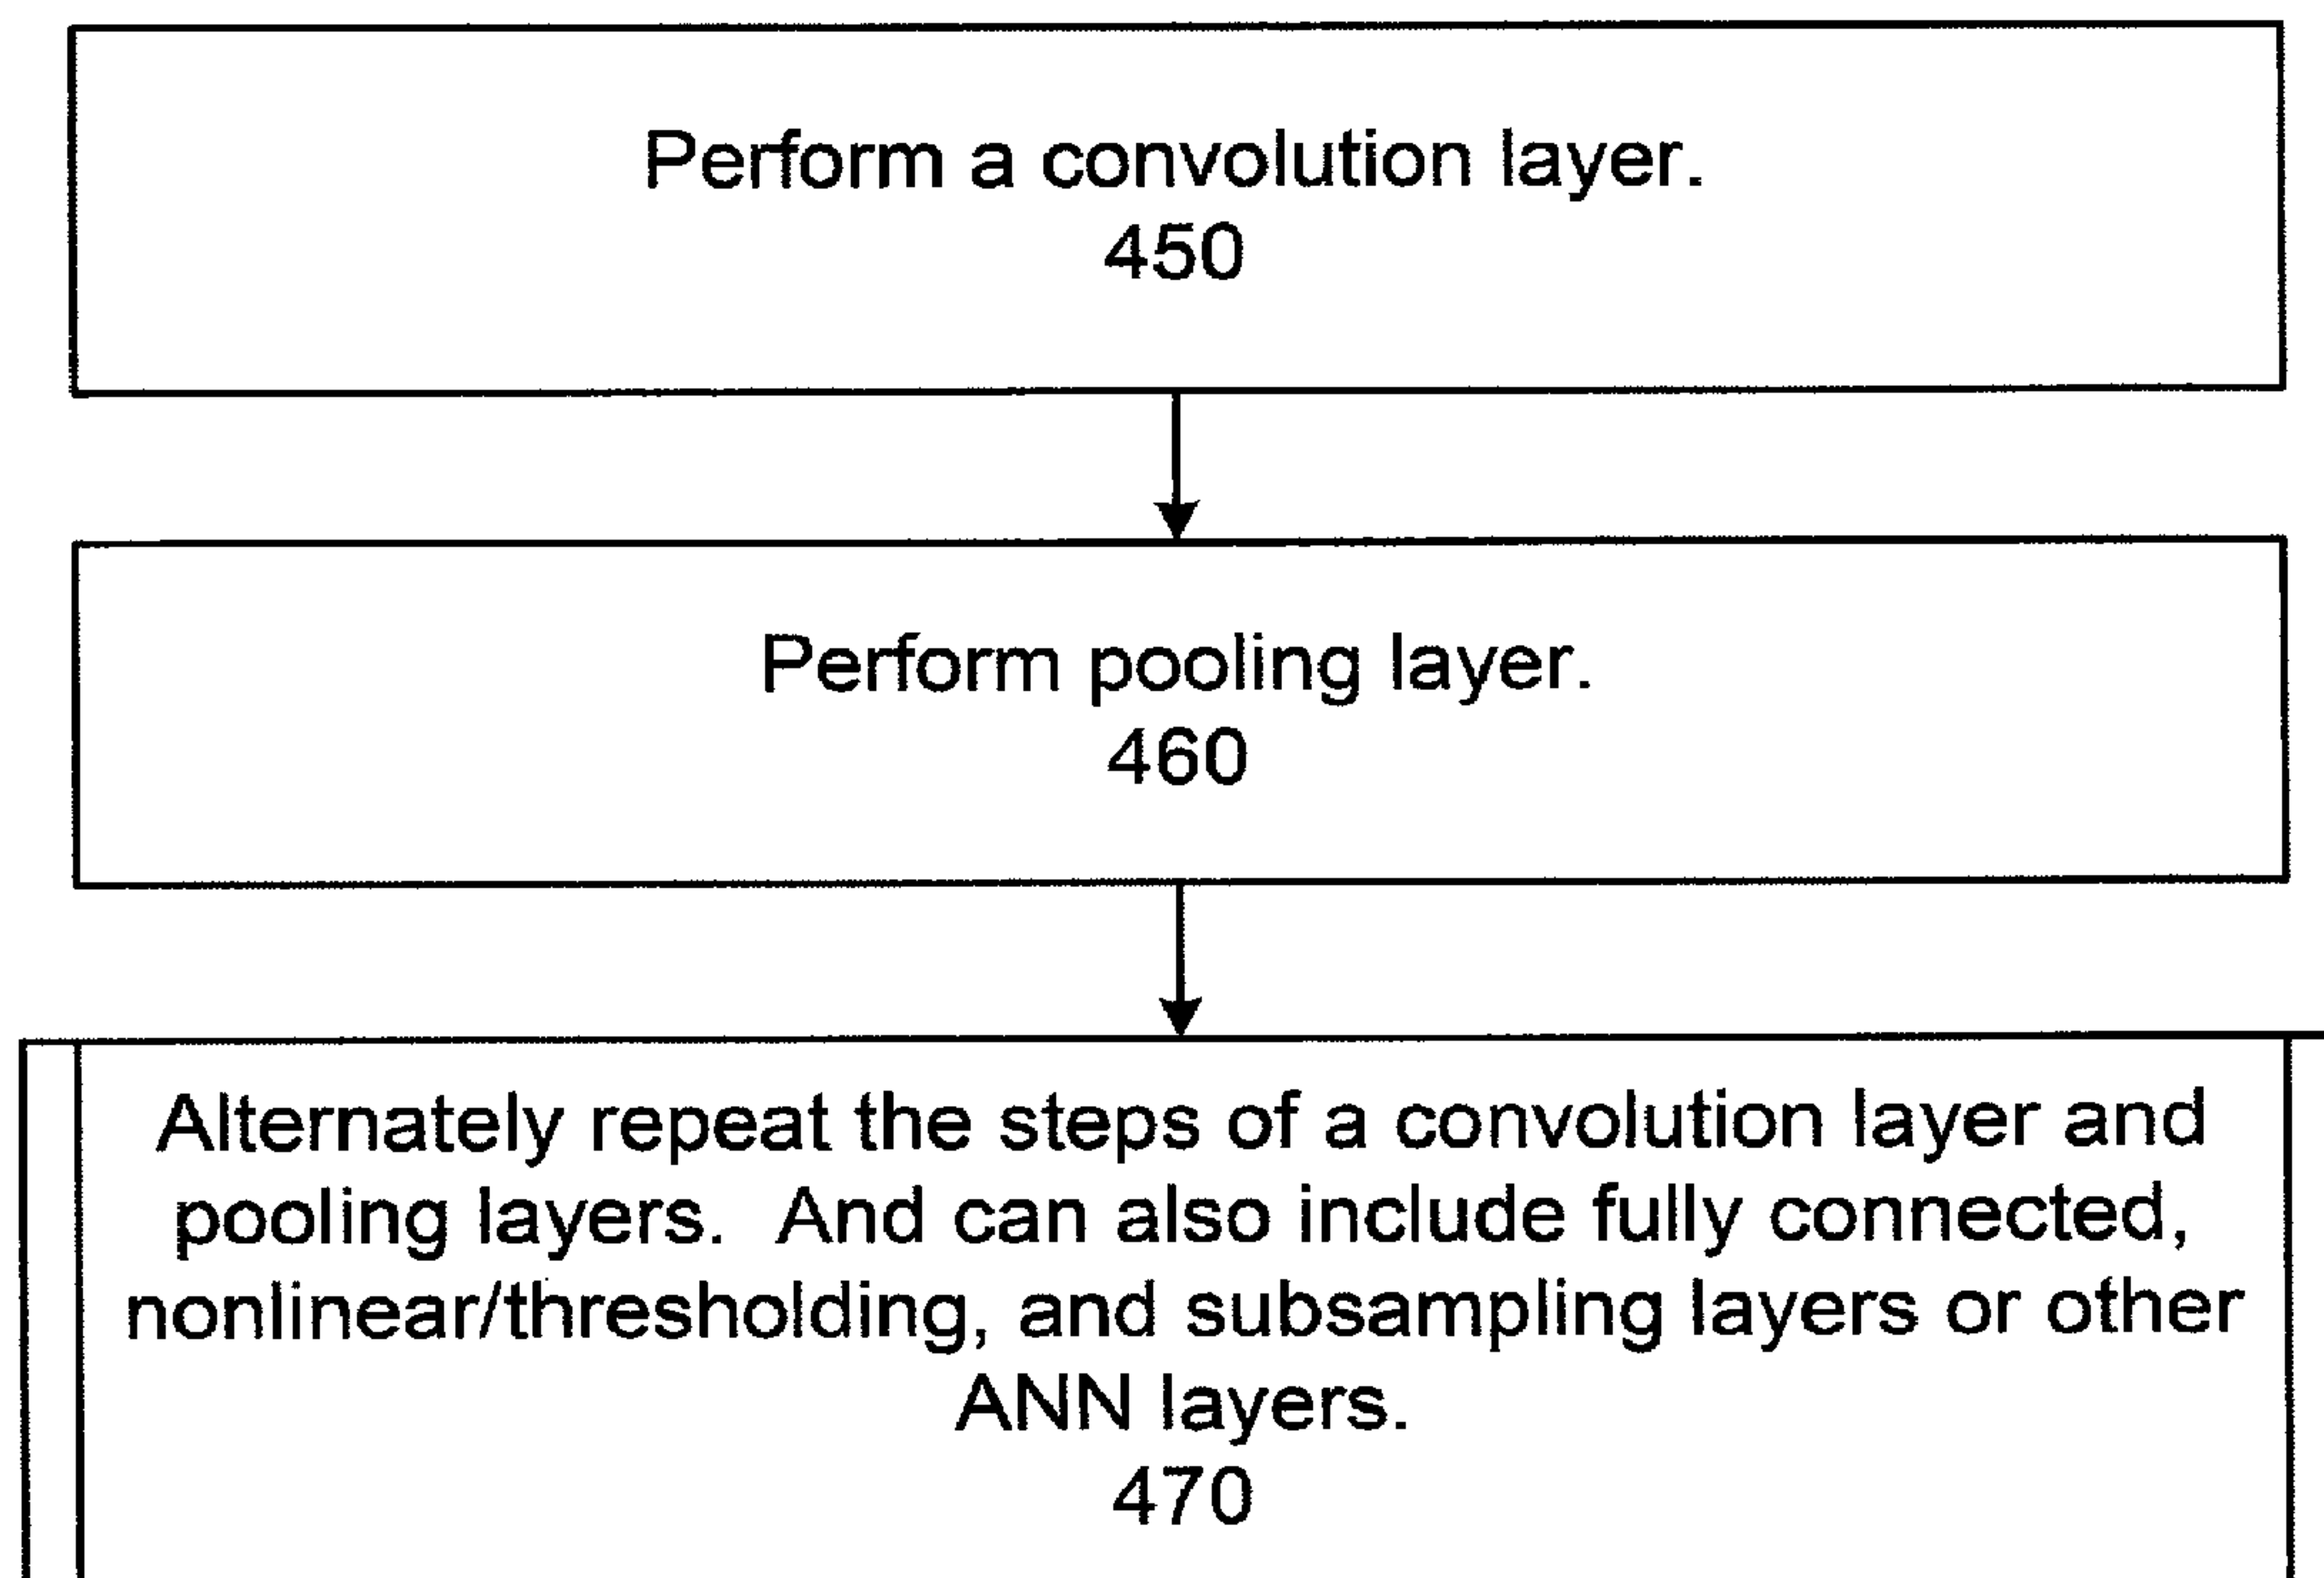 Perform a convolution layer.
450
Perform pooling layer.
460
Alternately repeat the steps of a convolution layer and
pooling layers.  And can also include fully connected,
nonlinear/thresholding, and subsampling layers or other
ANN layers.
470